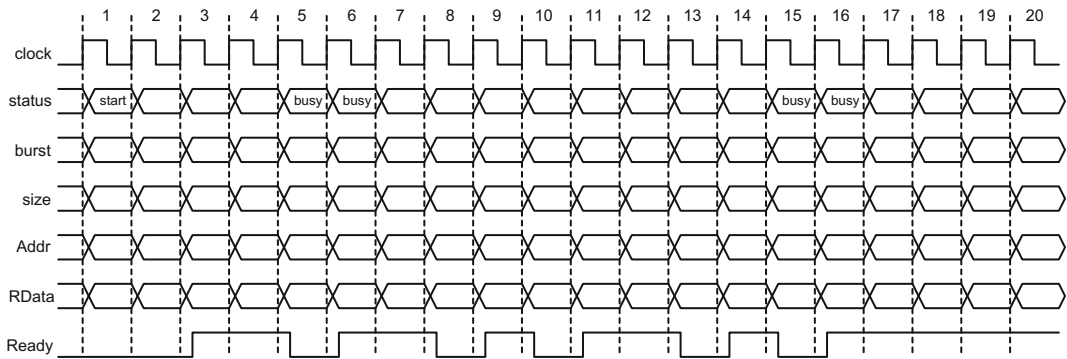 1 2 3 4 5 6 7 8 9 10 11 12 13 14 15 16 17 18 19 20
clock
status start busy busy busy busy
burst
size
Addr
RData
Ready